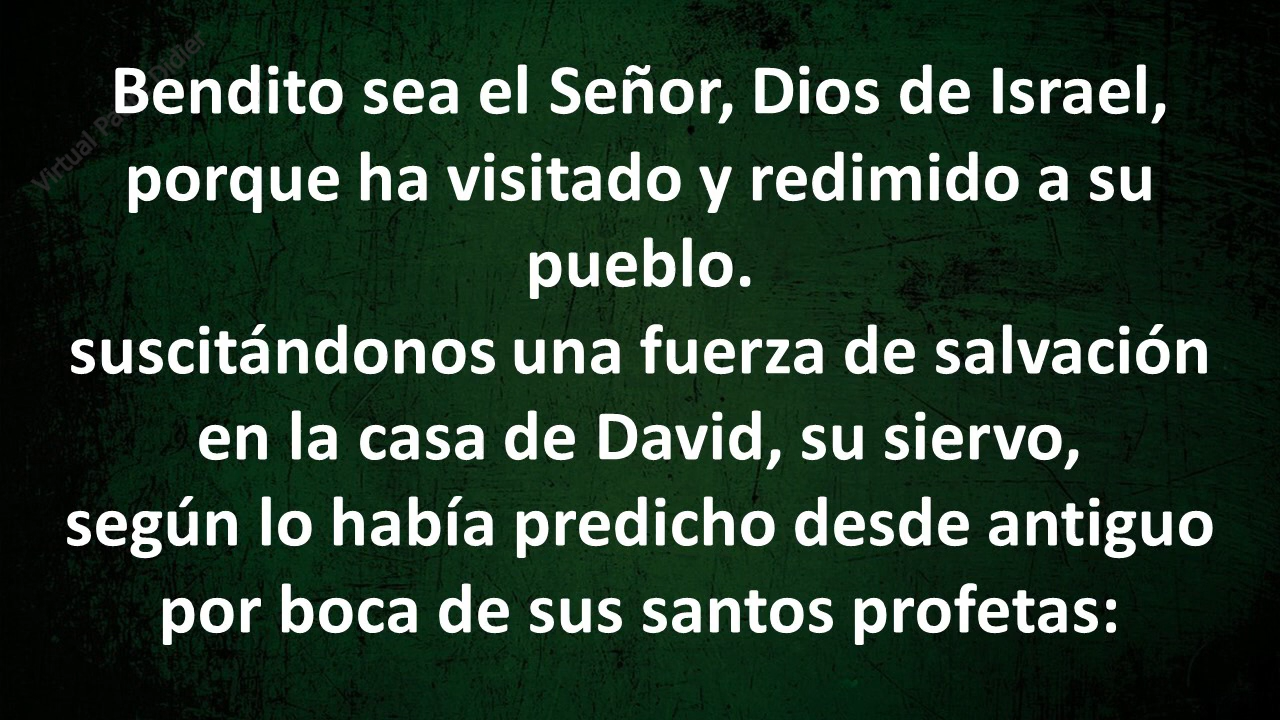 Bendito sea el Señor, Dios de Israel,
porque ha visitado y redimido a su
pueblo.
suscitándonos una fuerza de salvación
en la casa de David, su siervo,
según lo había predicho desde antiguo
por boca de sus santos profetas:
Virtual